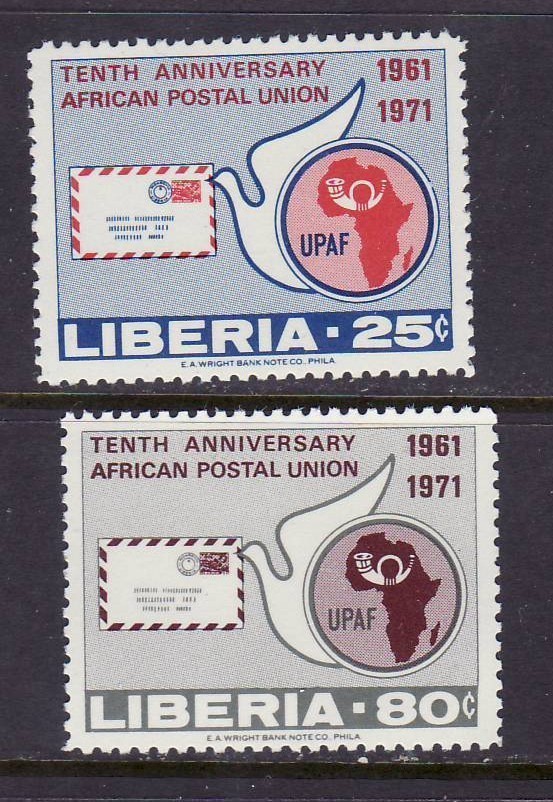 TENTH ANNIVERSARY 1961
AFRICAN POSTAL UNION 1971
UPAF
LIBERIA · 25¢
E.A. WRIGHT BANK NOTE CO., PHILA.
TENTH ANNIVERSARY 1961
AFRICAN POSTAL UNION 1971
UPAF
LIBERIA · 80¢
E.A. WRIGHT BANK NOTE CO., PHILA.